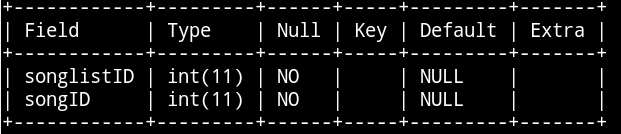 +------------+---------+------+-----+---------+-------+
| Field      | Type    | Null | Key | Default | Extra |
+------------+---------+------+-----+---------+-------+
| songlistID | int(11) | NO   |     | NULL    |       |
| songID     | int(11) | NO   |     | NULL    |       |
+------------+---------+------+-----+---------+-------+